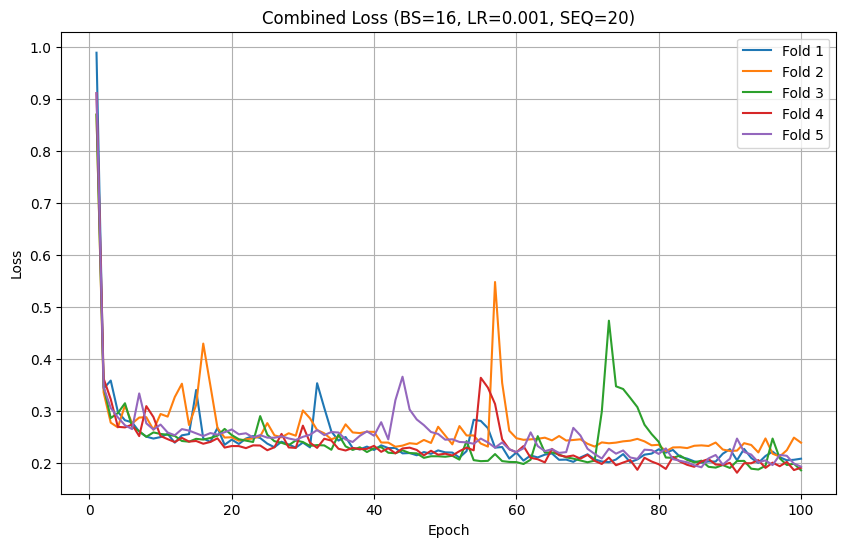 Combined Loss (BS=16, LR=0.001, SEQ=20)
Fold 1
Fold 2
Fold 3
Fold 4
Fold 5
Loss
1.0
0.9
0.8
0.7
0.6
0.5
0.4
0.3
0.2
0 20 40 60 80 100
Epoch